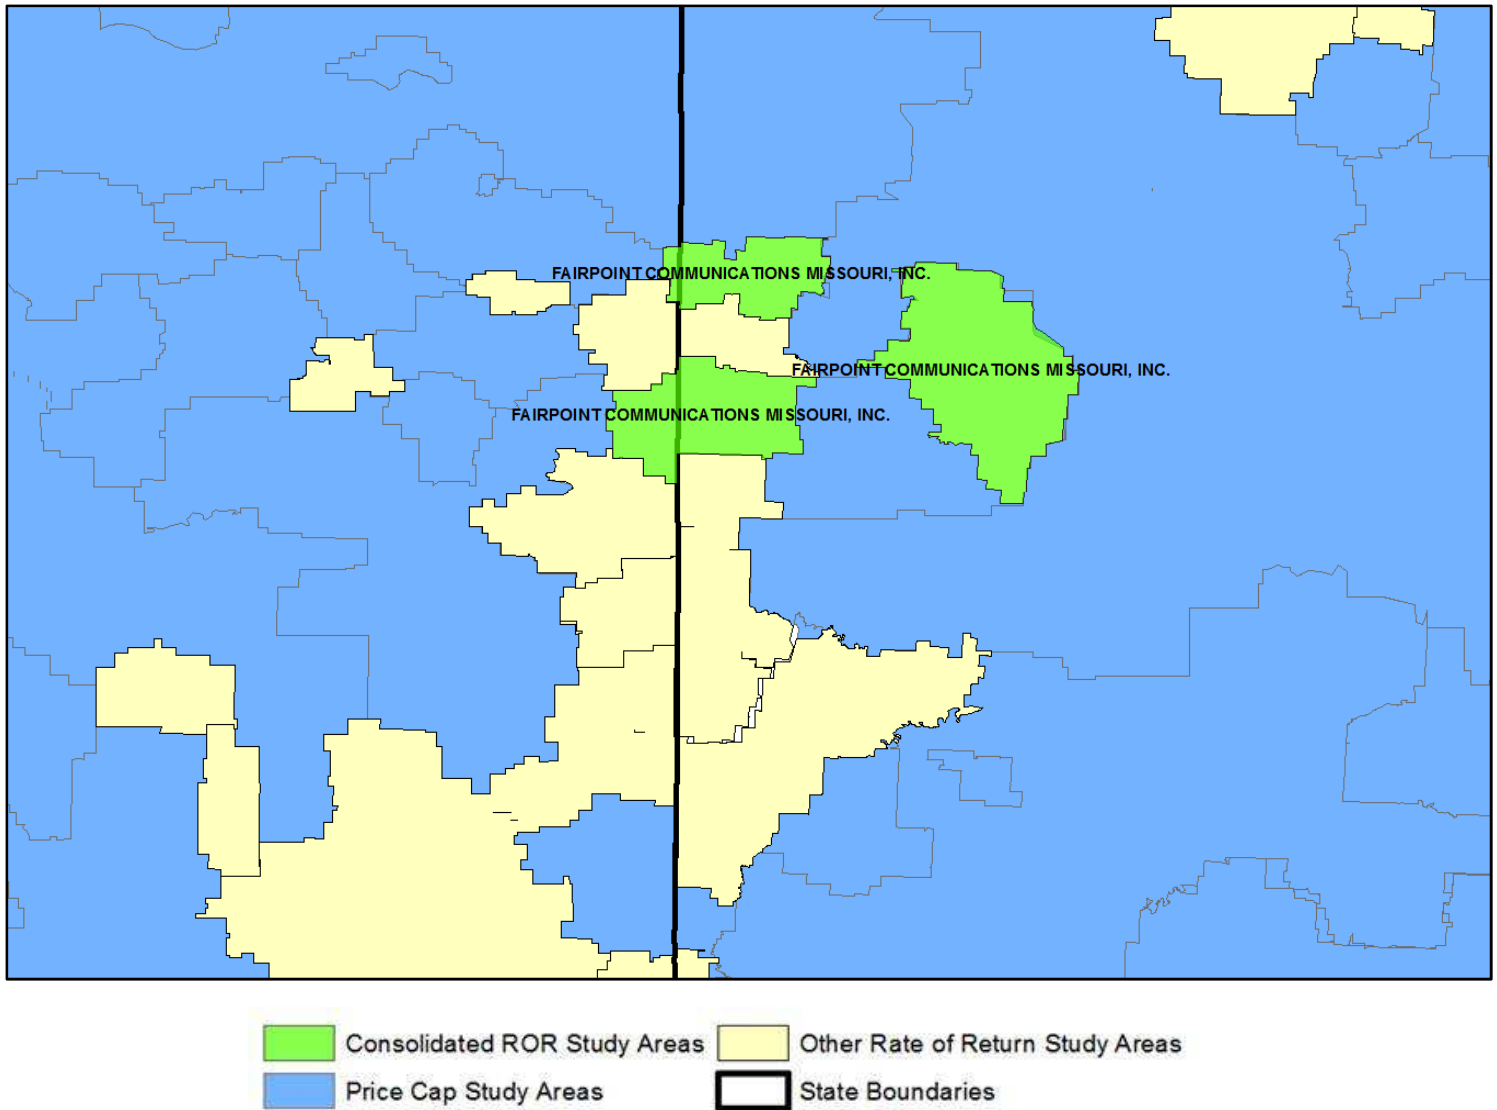 FAIRPOINT COMMUNICATIONS MISSOURI, INC.
FAIRPOINT COMMUNICATIONS MISSOURI, INC.
FAIRPOINT COMMUNICATIONS MISSOURI, INC.
Consolidated ROR Study Areas
Other Rate of Return Study Areas
Price Cap Study Areas
State Boundaries